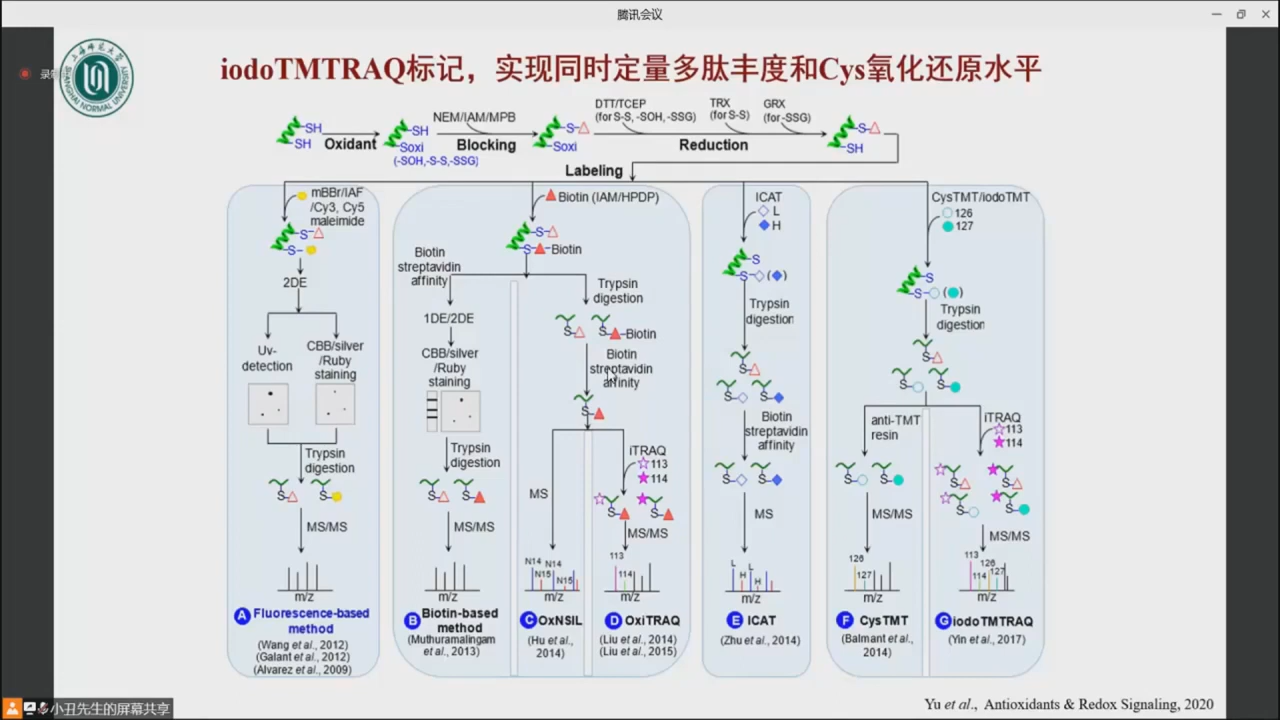 腾讯会议
录制
上海师范大学
SHANGHAI NORMAL UNIVERSITY
iodoTMTRAQ标记，实现同时定量多肽丰度和Cys氧化还原水平
SH
SH
Oxidant
SH
Soxi
(-SOH,-S-S,-SSG)
NEM/IAM/MPB
Blocking
S
Soxi
DTT/TCEP
(for S-S, -SOH, -SSG)
TRX
(for S-S)
GRX
(for -SSG)
Reduction
S
SH
Labeling
mBBr/IAF
/Cy3, Cy5
maleimide
S
S
2DE
Uv-
detection
CBB/silver
/Ruby
staining
Trypsin
digestion
S
S
MS/MS
m/z
A Fluorescence-based
method
(Wang et al., 2012)
(Galant et al., 2012)
(Alvarez et al., 2009)
Biotin (IAM/HPDP)
S
S
Biotin
Biotin
streptavidin
affinity
1DE/2DE
CBB/silver
/Ruby
staining
Trypsin
digestion
S
S
MS/MS
m/z
B Biotin-based
method
(Muthuramalingam
et al., 2013)
Trypsin
digestion
S
S
Biotin
Biotin
streptavidin
affinity
S
MS
N14
N14
N15
N15
m/z
C OxNSIL
(Hu et al.,
2014)
iTRAQ
113
114
S
S
MS/MS
113
114
m/z
D OxiTRAQ
(Liu et al., 2014)
(Liu et al., 2015)
ICAT
L
H
S
S
Trypsin
digestion
S
S
S
Biotin
streptavidin
affinity
S
S
MS
L
L
H
H
m/z
E ICAT
(Zhu et al., 2014)
CysTMT/iodoTMT
126
127
S
S
Trypsin
digestion
S
S
S
anti-TMT
resin
S
S
MS/MS
126
127
m/z
F CysTMT
(Balmant et al.,
2014)
iTRAQ
113
114
S
S
S
S
MS/MS
113
126
114
127
m/z
G iodoTMTRAQ
(Yin et al., 2017)
Yu et al., Antioxidants & Redox Signaling, 2020
小丑先生的屏幕共享